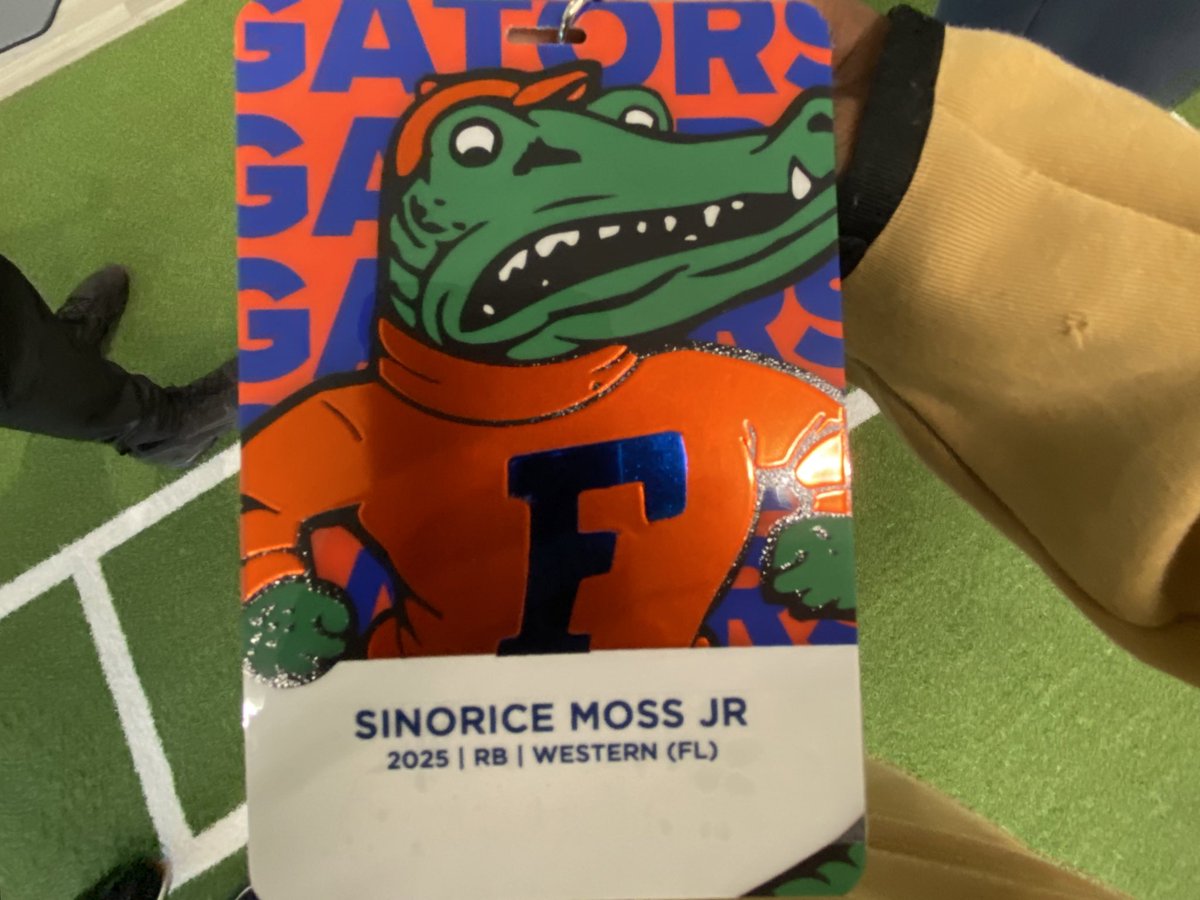 GATORS
GATORS
GATORS
F
SINORICE MOSS JR
2025 | RB | WESTERN (FL)